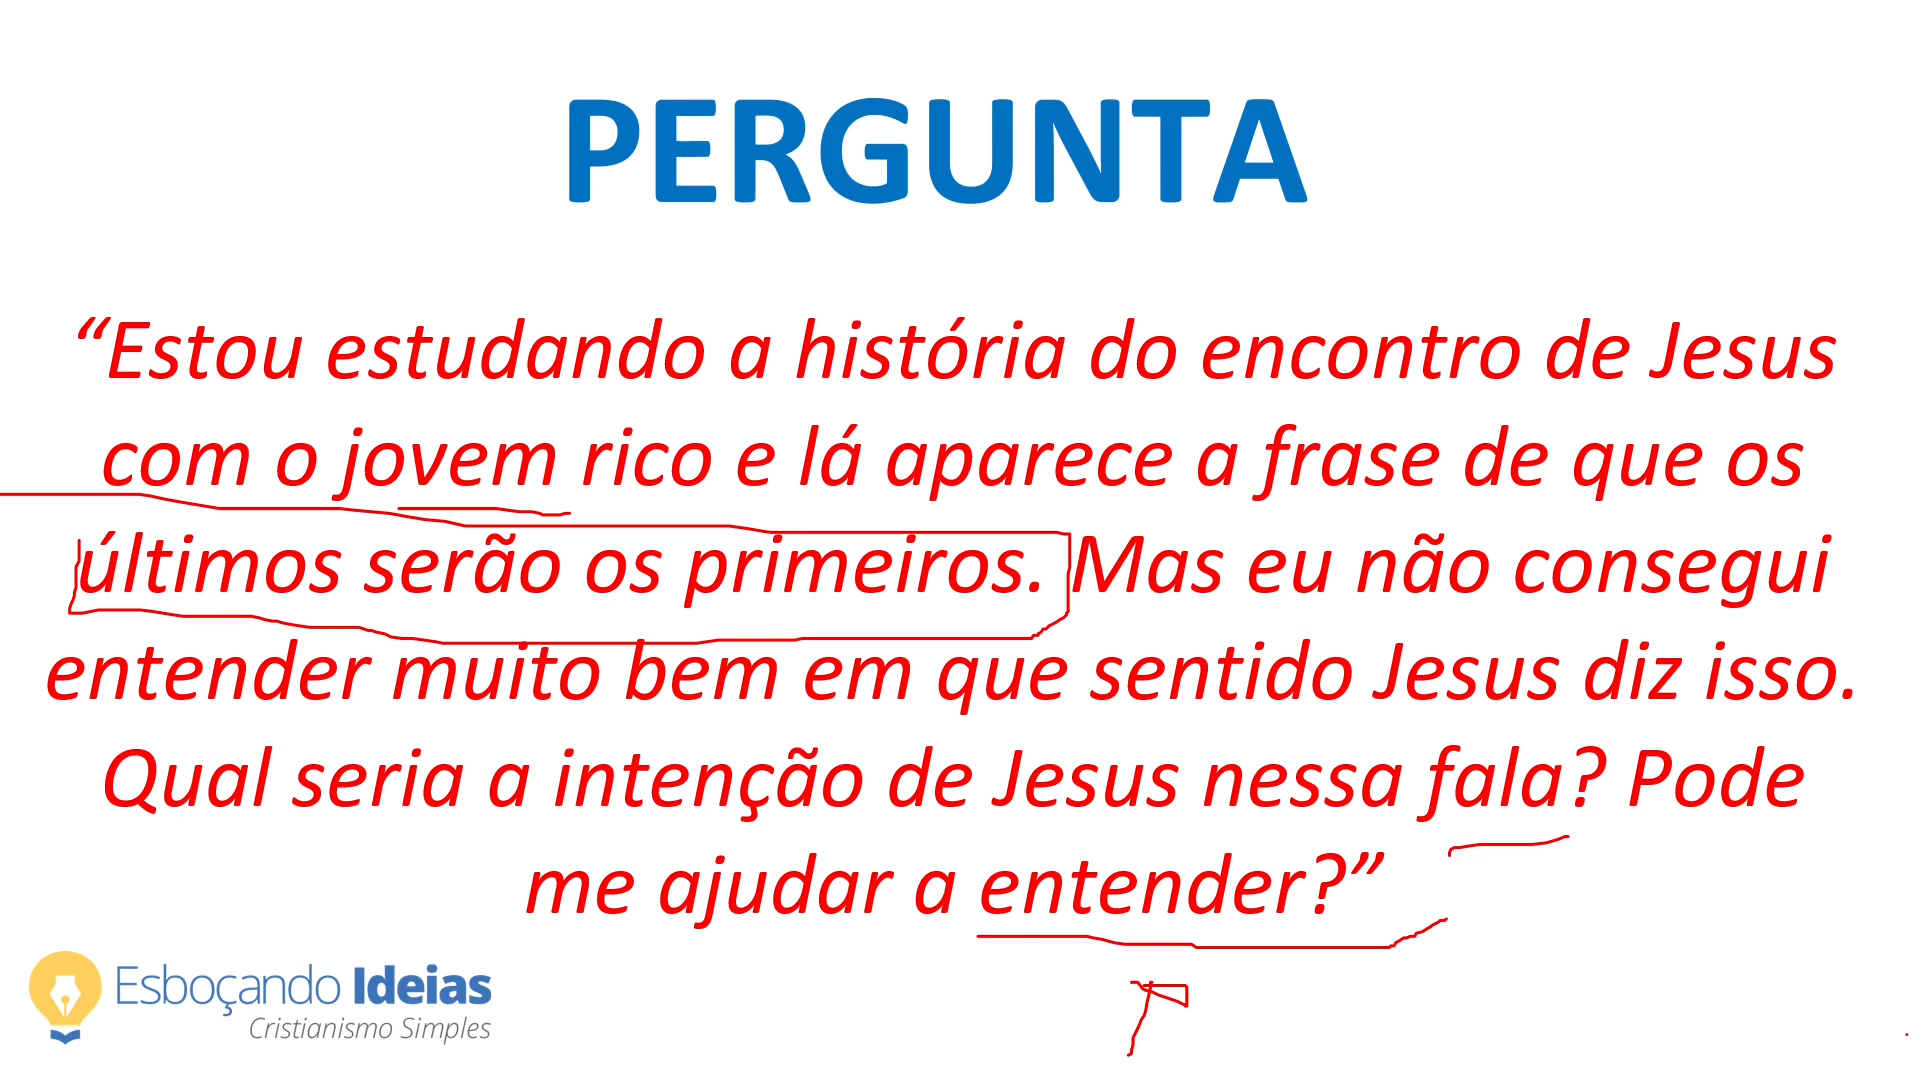 PERGUNTA
“Estou estudando a história do encontro de Jesus
com o jovem rico e lá aparece a frase de que os
últimos serão os primeiros. Mas eu não consegui
entender muito bem em que sentido Jesus diz isso.
Qual seria a intenção de Jesus nessa fala? Pode
me ajudar a entender?”
Esboçando Ideias
Cristianismo Simples